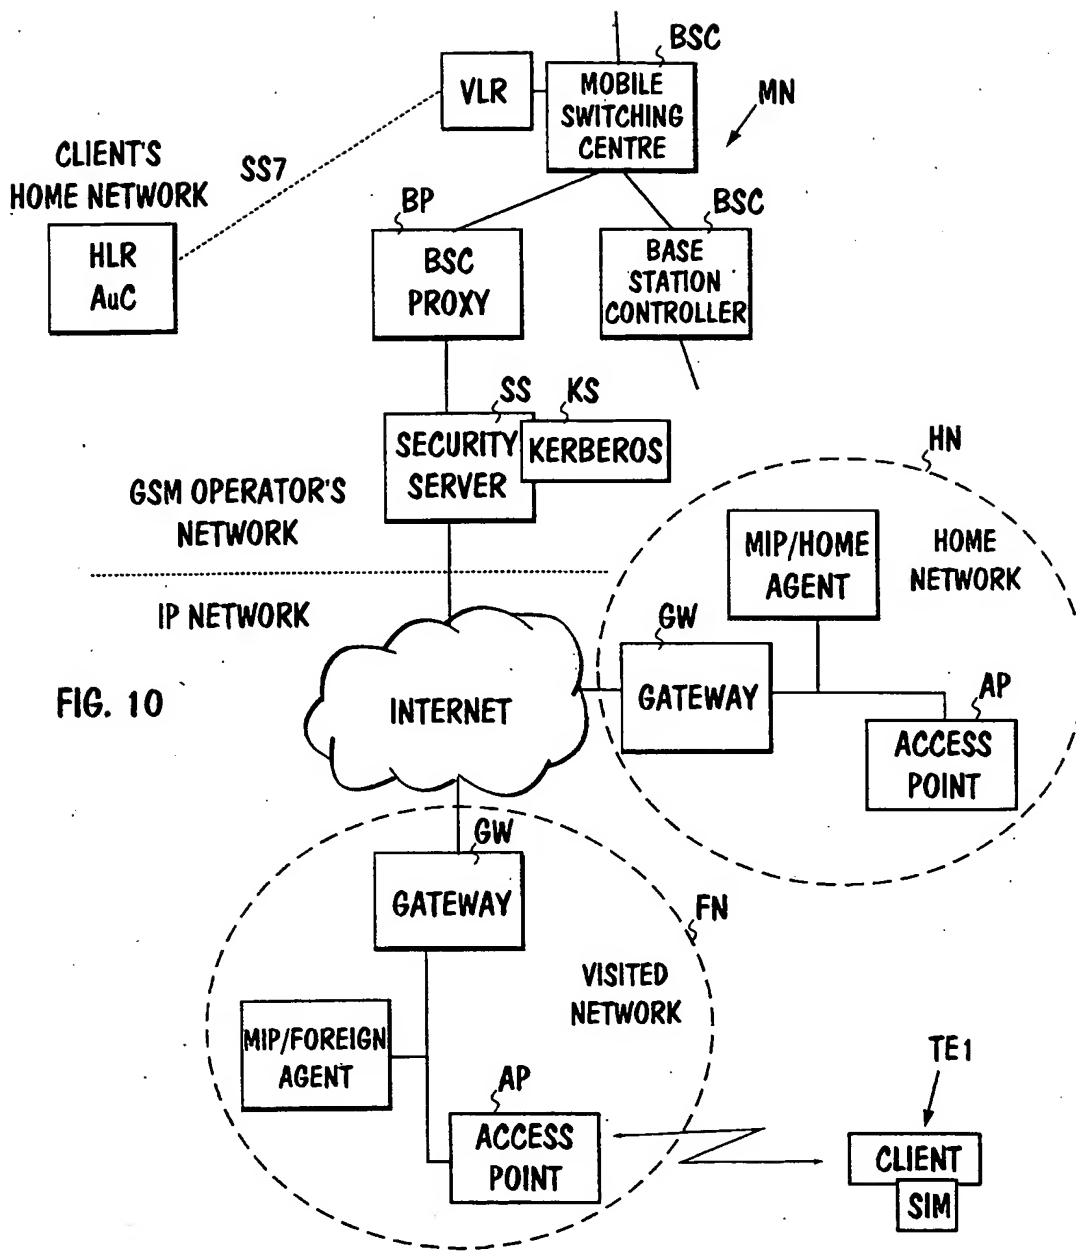 BSC
VLR
MOBILE
SWITCHING
CENTRE
MN
CLIENT'S
HOME NETWORK
SS7
HLR
AuC
BP
BSC
PROXY
BSC
BASE
STATION
CONTROLLER
SS
KS
SECURITY
SERVER
KERBEROS
GSM OPERATOR'S
NETWORK
IP NETWORK
HN
MIP/HOME
AGENT
HOME
NETWORK
GW
GATEWAY
AP
ACCESS
POINT
FIG. 10
INTERNET
GW
GATEWAY
FN
VISITED
NETWORK
MIP/FOREIGN
AGENT
AP
ACCESS
POINT
TE1
CLIENT
SIM